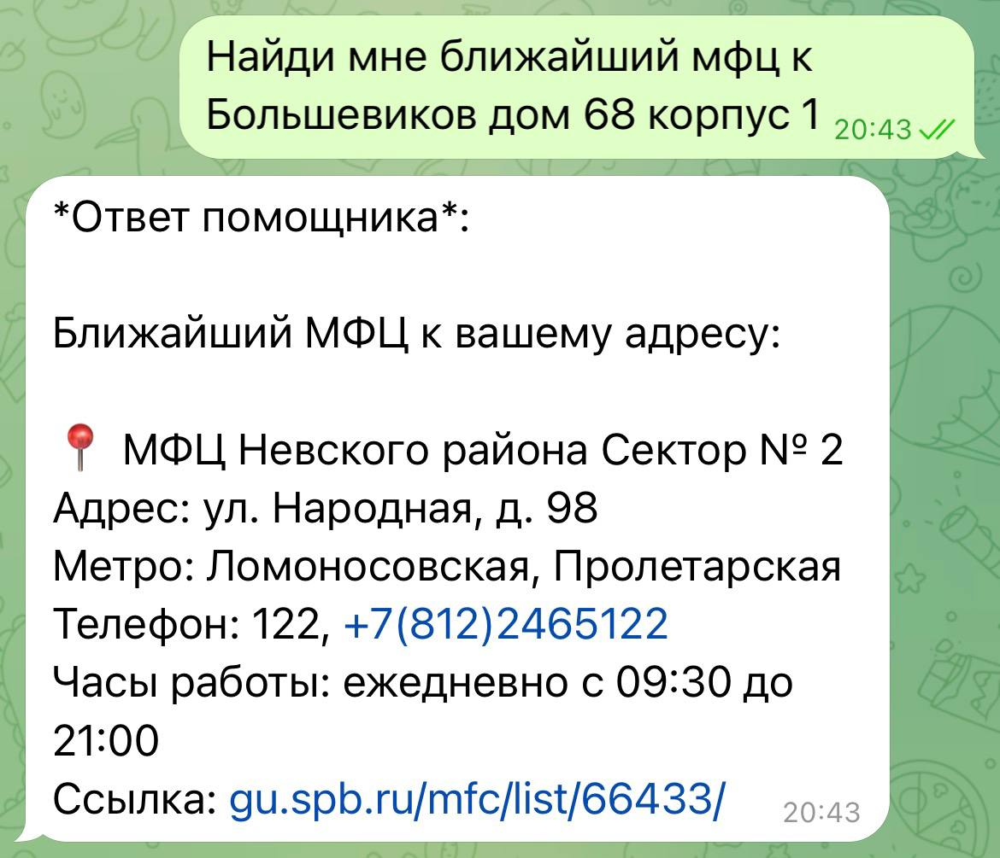 Найди мне ближайший мфц к
Большевиков дом 68 корпус 1 20:43
*Ответ помощника*:
Ближайший МФЦ к вашему адресу:
📍 МФЦ Невского района Сектор № 2
Адрес: ул. Народная, д. 98
Метро: Ломоносовская, Пролетарская
Телефон: 122, +7(812)2465122
Часы работы: ежедневно с 09:30 до
21:00
Ссылка: gu.spb.ru/mfc/list/66433/ 20:43